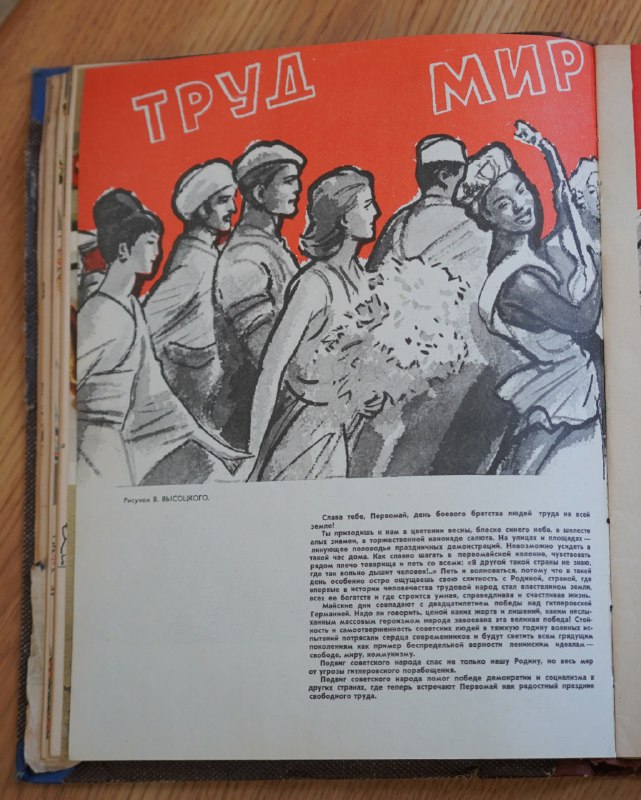 ТРУД МИР
Рисунок В. ВЫСОЦКОГО.
Слава тебе, Первомай, день боевого братства людей труда на всей
земле!
Ты приходишь к нам в цветении весны, блеске синего неба, в шелесте
алых знамен, в торжественной канонаде салюта. На улицах и площадях —
ликующее половодье праздничных демонстраций. Невозможно усидеть в
такой час дома. Как славно шагать в первомайской колонне, чувствовать
рядом плечо товарища и петь со всеми: «Я другой такой страны не знаю,
где так вольно дышит человек!..» Петь и волноваться, потому что в такой
день особенно остро ощущаешь свою слитность с Родиной, страной, где
впервые в истории человечества трудовой народ стал властелином земли,
всех ее богатств и где строится умная, справедливая и счастливая жизнь.
Майские дни совпадают с двадцатилетием победы над гитлеровской
Германией. Надо ли говорить, ценой каких жертв и лишений, каким неслы-
ханным массовым героизмом народа завоевана эта великая победа! Стой-
кость и самоотверженность советских людей в тяжкую годину военных ис-
пытаний потрясали сердца современников и будут светить всем грядущим
поколениям как пример беспредельной верности ленинским идеалам —
свободе, миру, коммунизму.
Подвиг советского народа спас не только нашу Родину, но весь мир
от угрозы гитлеровского порабощения.
Подвиг советского народа помог победе демократии и социализма в
других странах, где теперь встречают Первомай как радостный праздник
свободного труда.